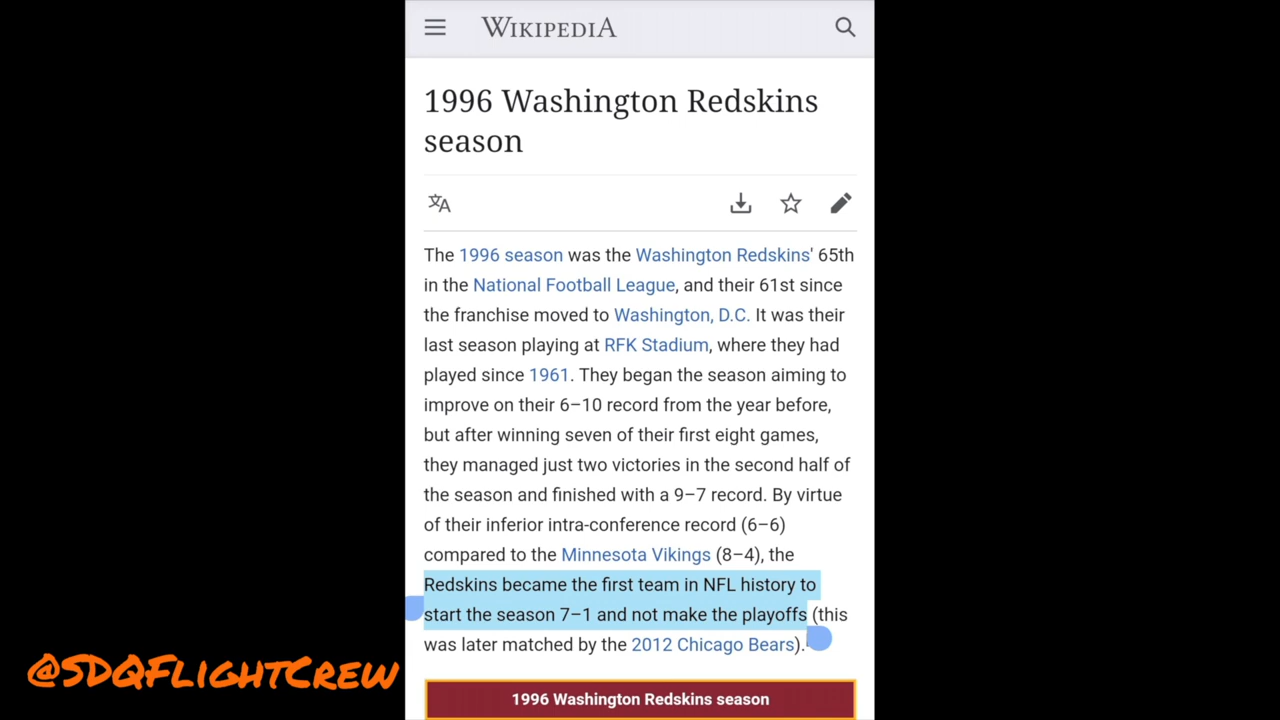 WIKIPEDIA
1996 Washington Redskins
season
The 1996 season was the Washington Redskins' 65th
in the National Football League, and their 61st since
the franchise moved to Washington, D.C. It was their
last season playing at RFK Stadium, where they had
played since 1961. They began the season aiming to
improve on their 6–10 record from the year before,
but after winning seven of their first eight games,
they managed just two victories in the second half of
the season and finished with a 9–7 record. By virtue
of their inferior intra-conference record (6–6)
compared to the Minnesota Vikings (8–4), the
Redskins became the first team in NFL history to
start the season 7–1 and not make the playoffs (this
was later matched by the 2012 Chicago Bears).
@SDQFlightCrew
1996 Washington Redskins season